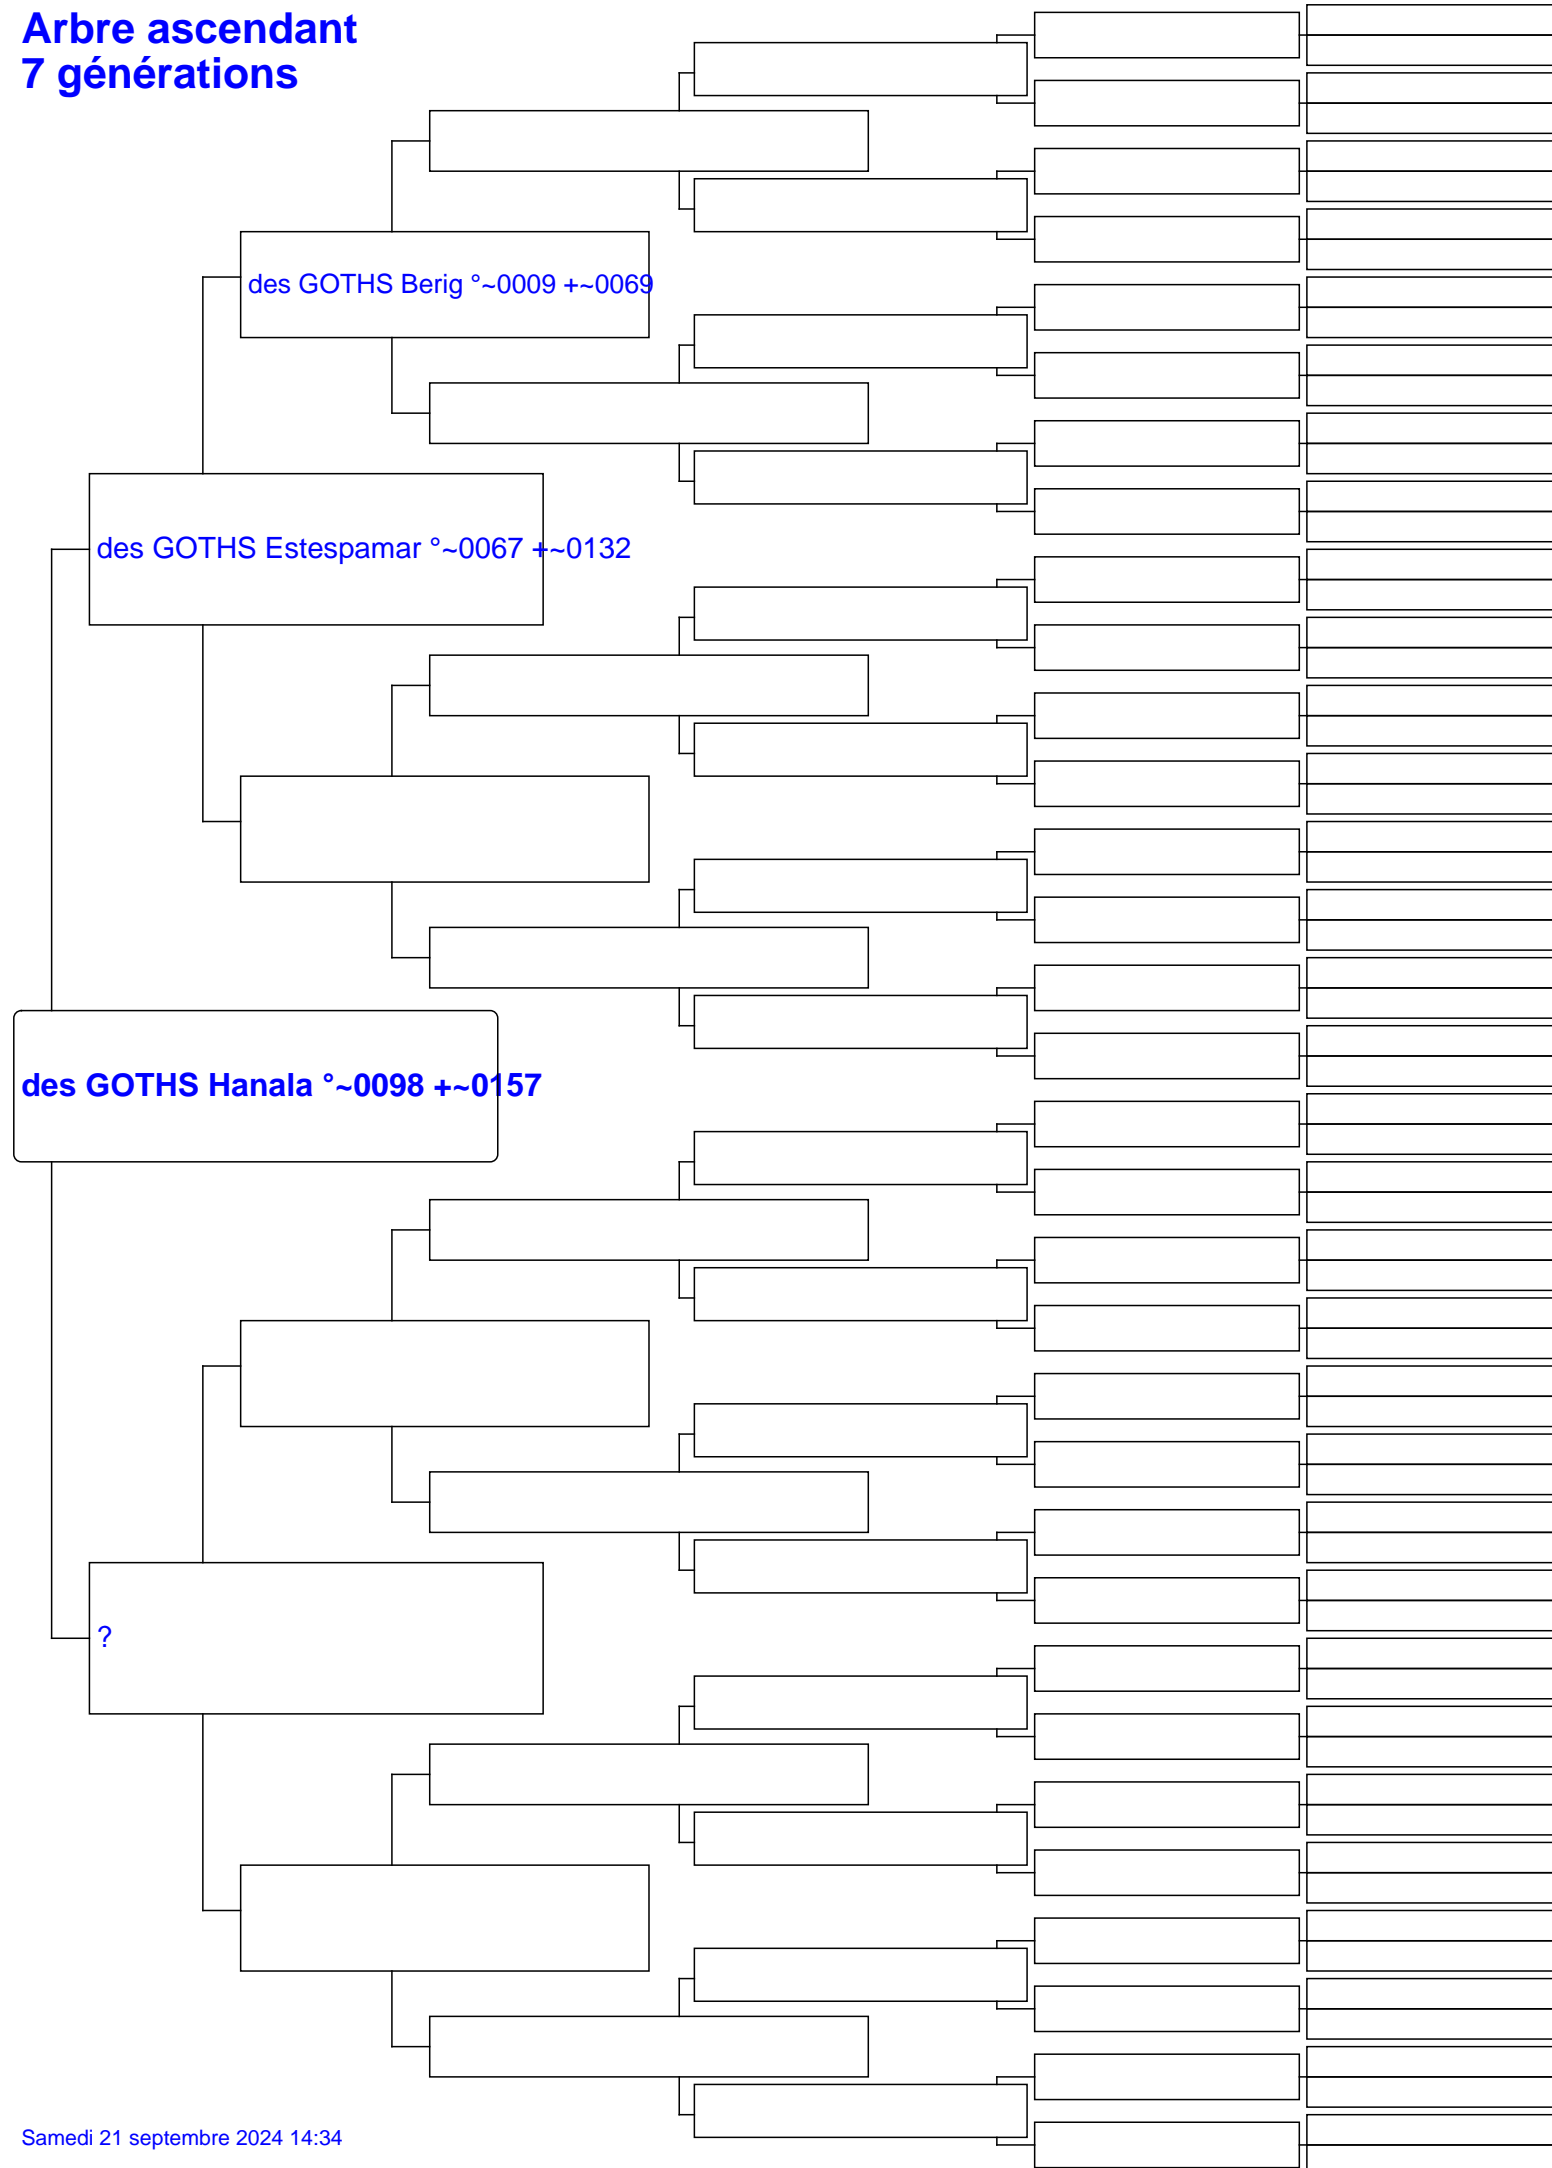 Arbre ascendant
7 générations
des GOTHS Berig °~0009 +~0069
des GOTHS Estespamar °~0067 +~0132
des GOTHS Hanala °~0098 +~0157
?
Samedi 21 septembre 2024 14:34